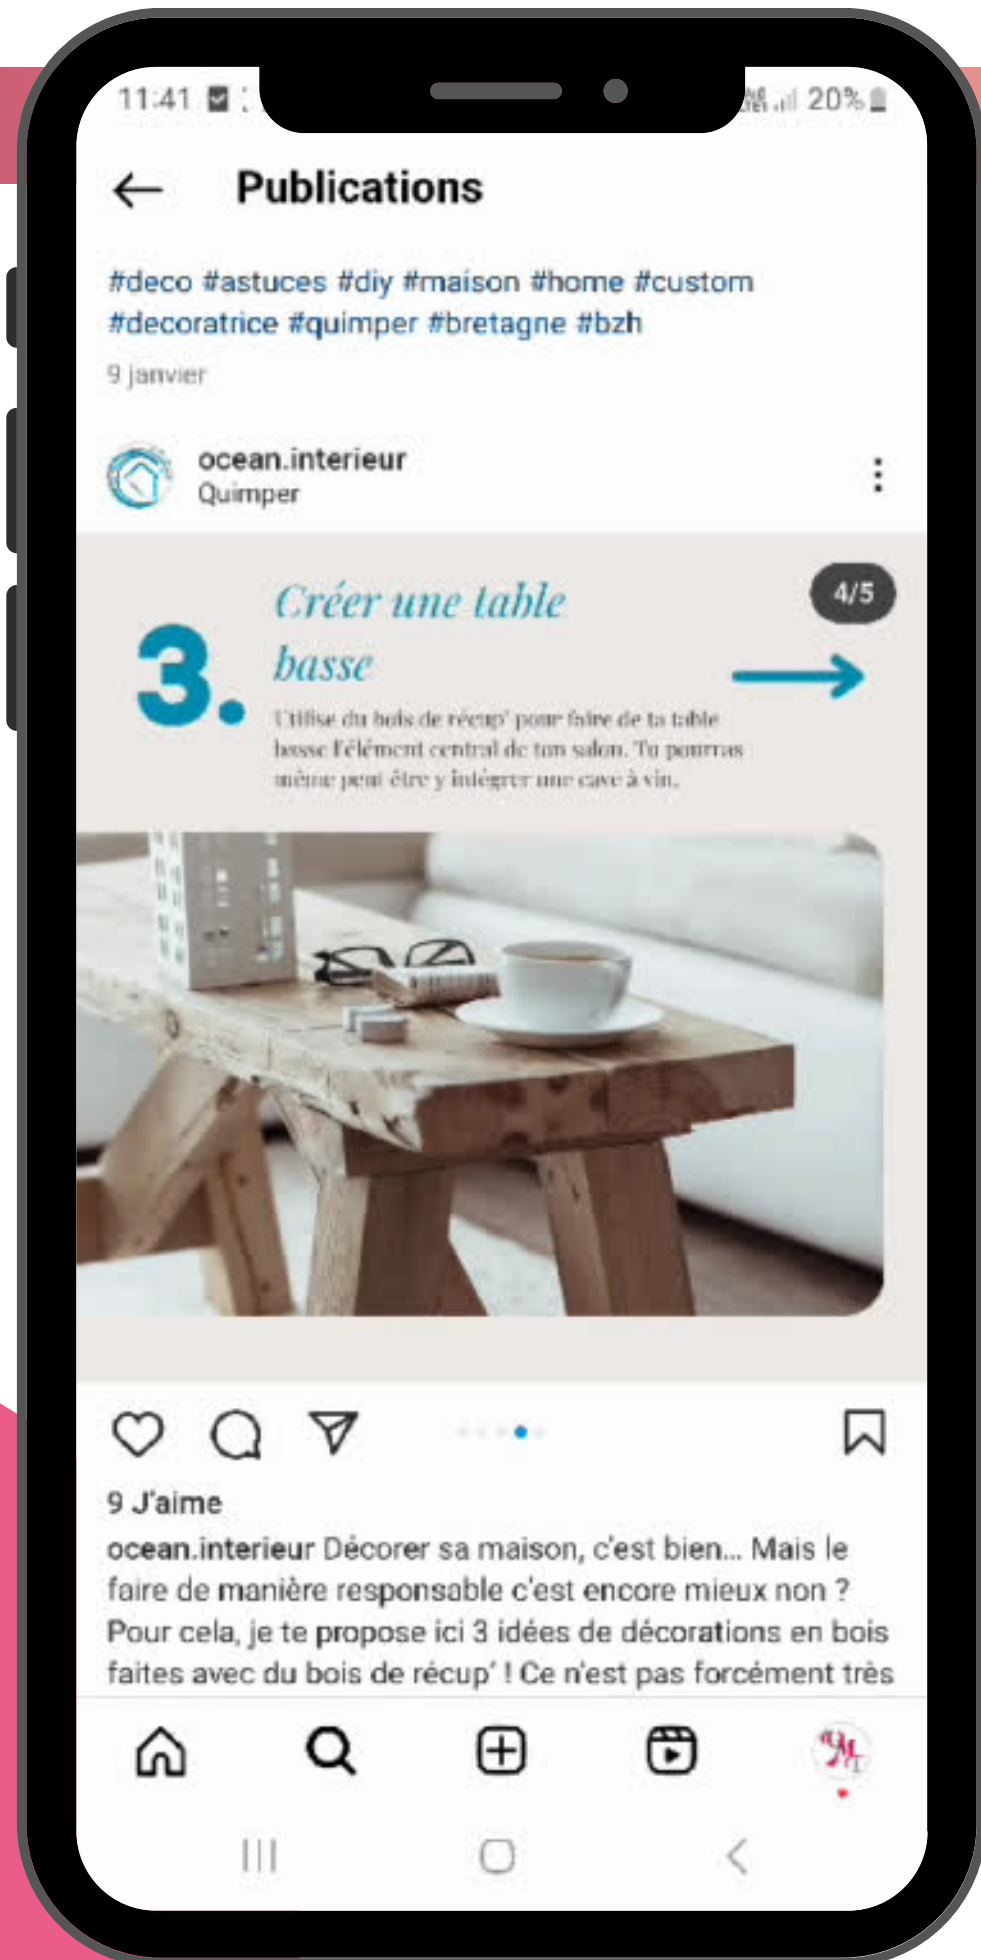 11:41
20%
Publications
#deco #astuces #diy #maison #home #custom
#decoratrice #quimper #bretagne #bzh
9 janvier
ocean.interieur
Quimper
4/5
3.
Créer une table
basse
Utilise du bois de récup' pour faire de ta table
basse l'élément central de ton salon. Tu pourras
même peut être y intégrer une cave à vin.
9 J'aime
ocean.interieur Décorer sa maison, c'est bien... Mais le
faire de manière responsable c'est encore mieux non ?
Pour cela, je te propose ici 3 idées de décorations en bois
faites avec du bois de récup' ! Ce n'est pas forcément très